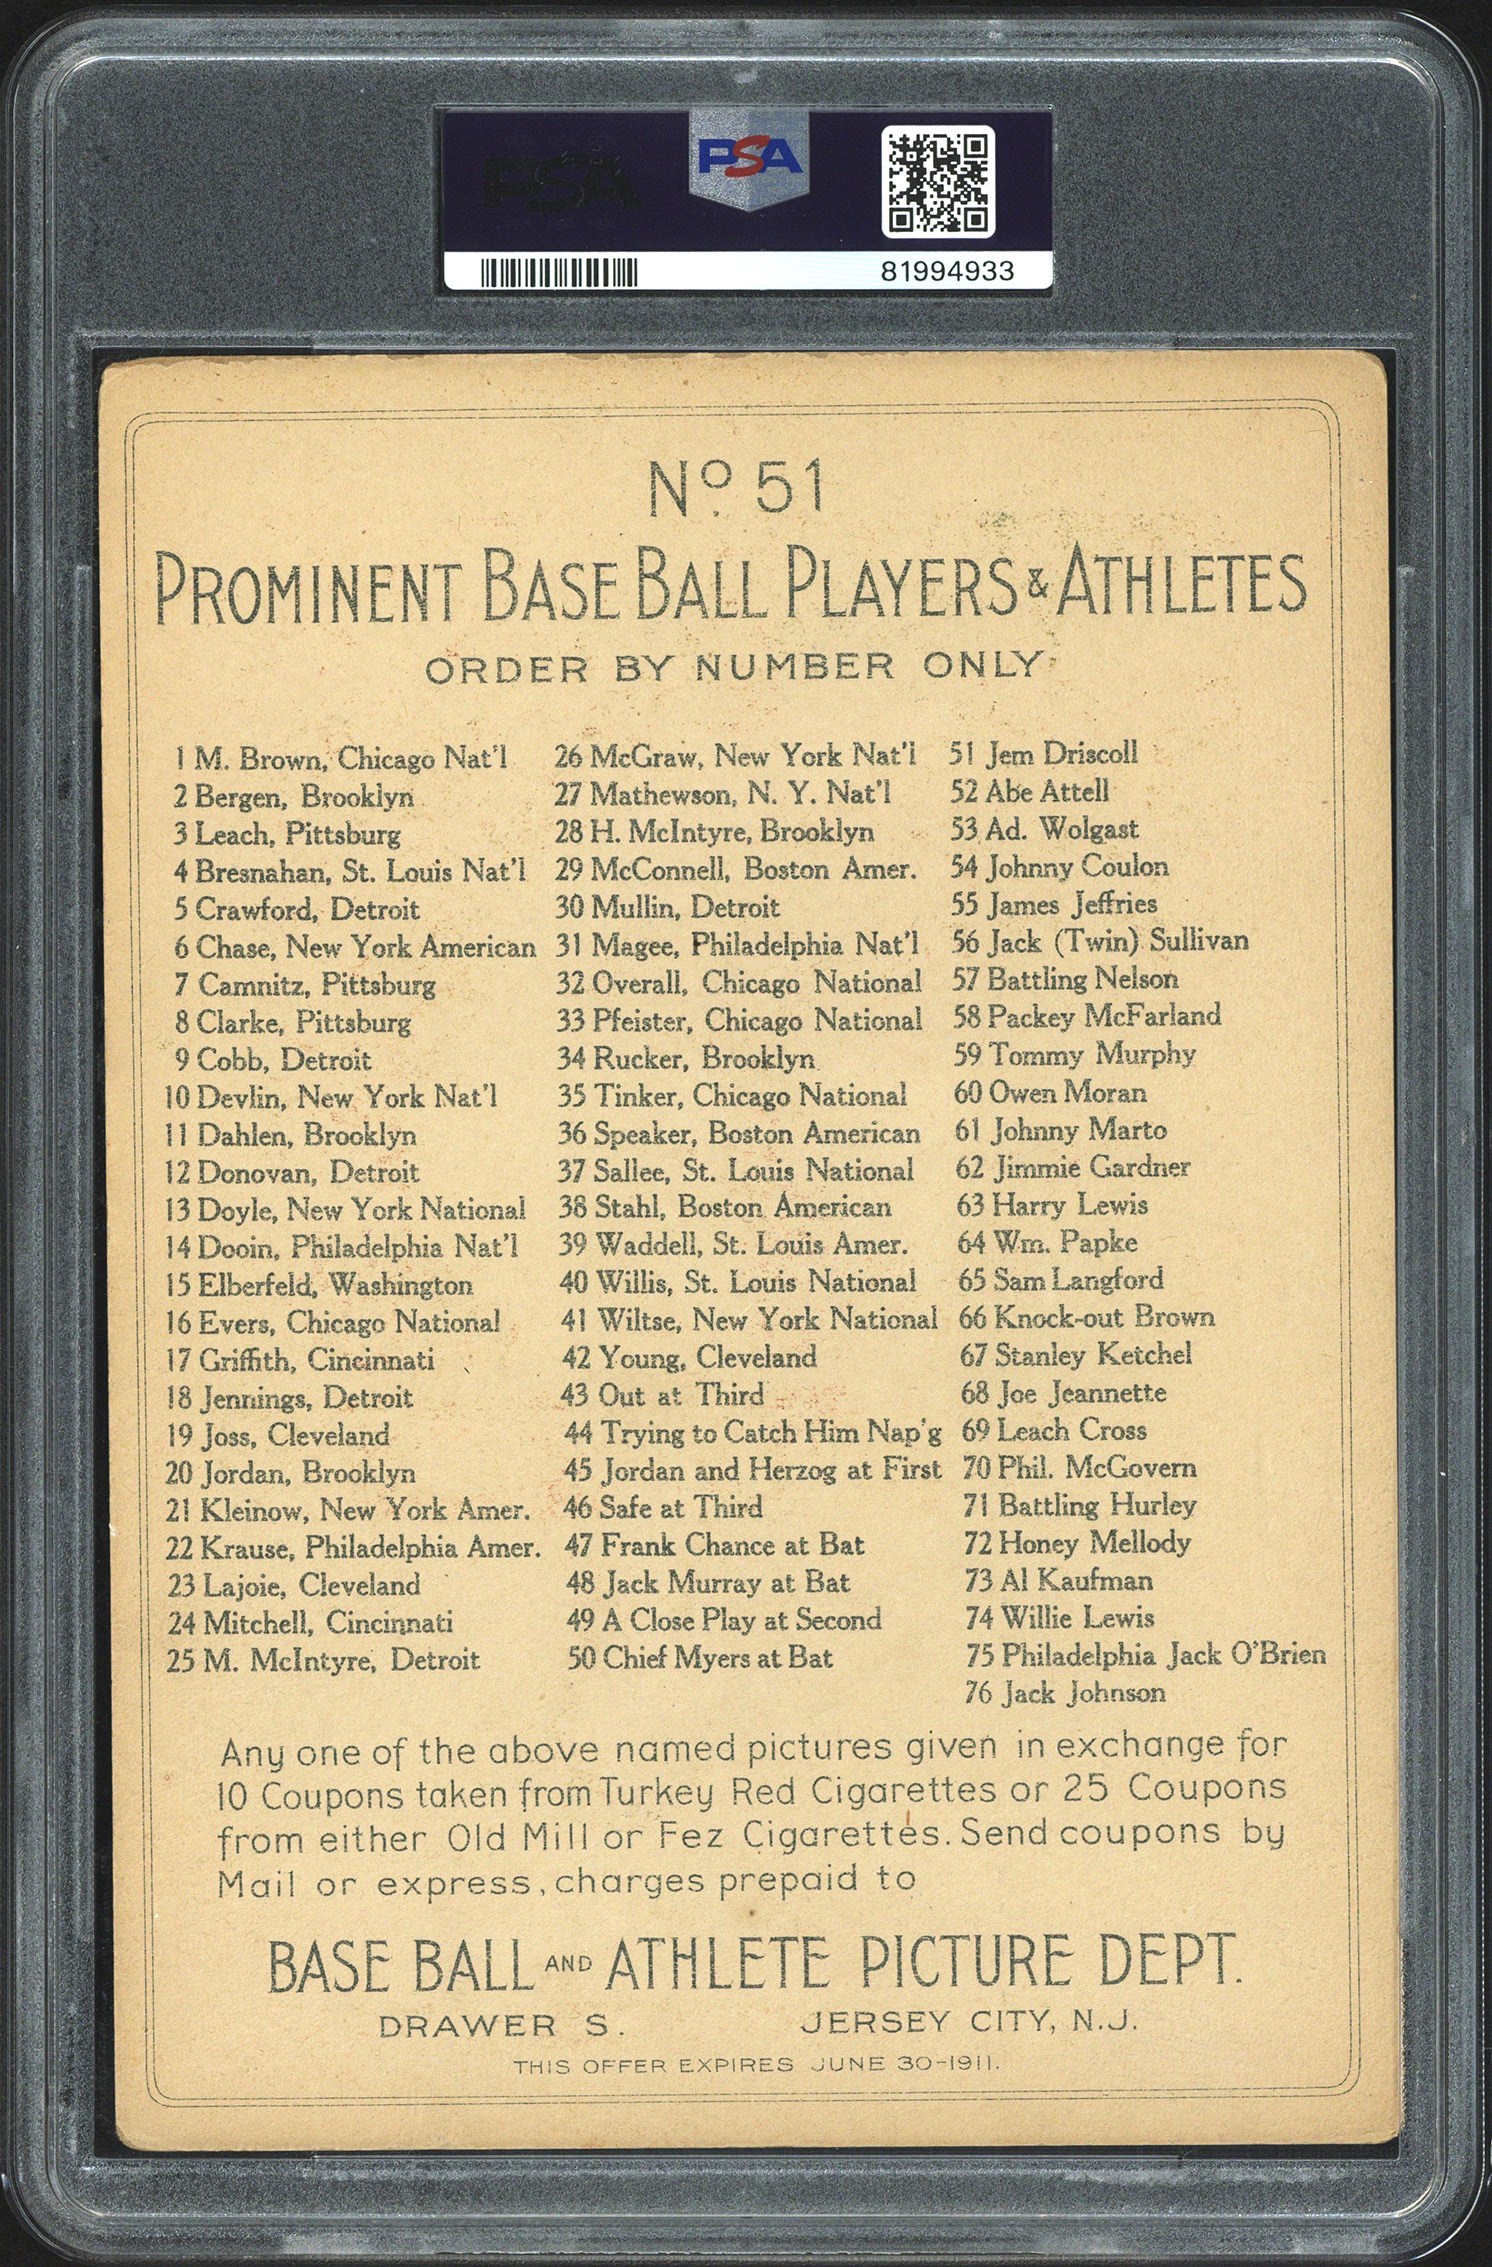 PSA
PSA
81994933
Nº 51
PROMINENT BASE BALL PLAYERS & ATHLETES
ORDER BY NUMBER ONLY
1 M. Brown, Chicago Nat'l
2 Bergen, Brooklyn
3 Leach, Pittsburg
4 Bresnahan, St. Louis Nat'l
5 Crawford, Detroit
6 Chase, New York American
7 Camnitz, Pittsburg
8 Clarke, Pittsburg
9 Cobb, Detroit
10 Devlin, New York Nat'l
11 Dahlen, Brooklyn
12 Donovan, Detroit
13 Doyle, New York National
14 Dooin, Philadelphia Nat'l
15 Elberfeld, Washington
16 Evers, Chicago National
17 Griffith, Cincinnati
18 Jennings, Detroit
19 Joss, Cleveland
20 Jordan, Brooklyn
21 Kleinow, New York Amer.
22 Krause, Philadelphia Amer.
23 Lajoie, Cleveland
24 Mitchell, Cincinnati
25 M. McIntyre, Detroit
26 McGraw, New York Nat'l
27 Mathewson, N. Y. Nat'l
28 H. McIntyre, Brooklyn
29 McConnell, Boston Amer.
30 Mullin, Detroit
31 Magee, Philadelphia Nat'l
32 Overall, Chicago National
33 Pfeister, Chicago National
34 Rucker, Brooklyn
35 Tinker, Chicago National
36 Speaker, Boston American
37 Sallee, St. Louis National
38 Stahl, Boston American
39 Waddell, St. Louis Amer.
40 Willis, St. Louis National
41 Wiltse, New York National
42 Young, Cleveland
43 Out at Third
44 Trying to Catch Him Nap'g
45 Jordan and Herzog at First
46 Safe at Third
47 Frank Chance at Bat
48 Jack Murray at Bat
49 A Close Play at Second
50 Chief Myers at Bat
51 Jem Driscoll
52 Abe Attell
53 Ad. Wolgast
54 Johnny Coulon
55 James Jeffries
56 Jack (Twin) Sullivan
57 Battling Nelson
58 Packey McFarland
59 Tommy Murphy
60 Owen Moran
61 Johnny Marto
62 Jimmie Gardner
63 Harry Lewis
64 Wm. Papke
65 Sam Langford
66 Knock-out Brown
67 Stanley Ketchel
68 Joe Jeannette
69 Leach Cross
70 Phil. McGovern
71 Battling Hurley
72 Honey Mellody
73 Al Kaufman
74 Willie Lewis
75 Philadelphia Jack O'Brien
76 Jack Johnson
Any one of the above named pictures given in exchange for
10 Coupons taken from Turkey Red Cigarettes or 25 Coupons
from either Old Mill or Fez Cigarettes. Send coupons by
Mail or express, charges prepaid to
BASE BALL AND ATHLETE PICTURE DEPT.
DRAWER S. JERSEY CITY, N.J.
THIS OFFER EXPIRES JUNE 30-1911.